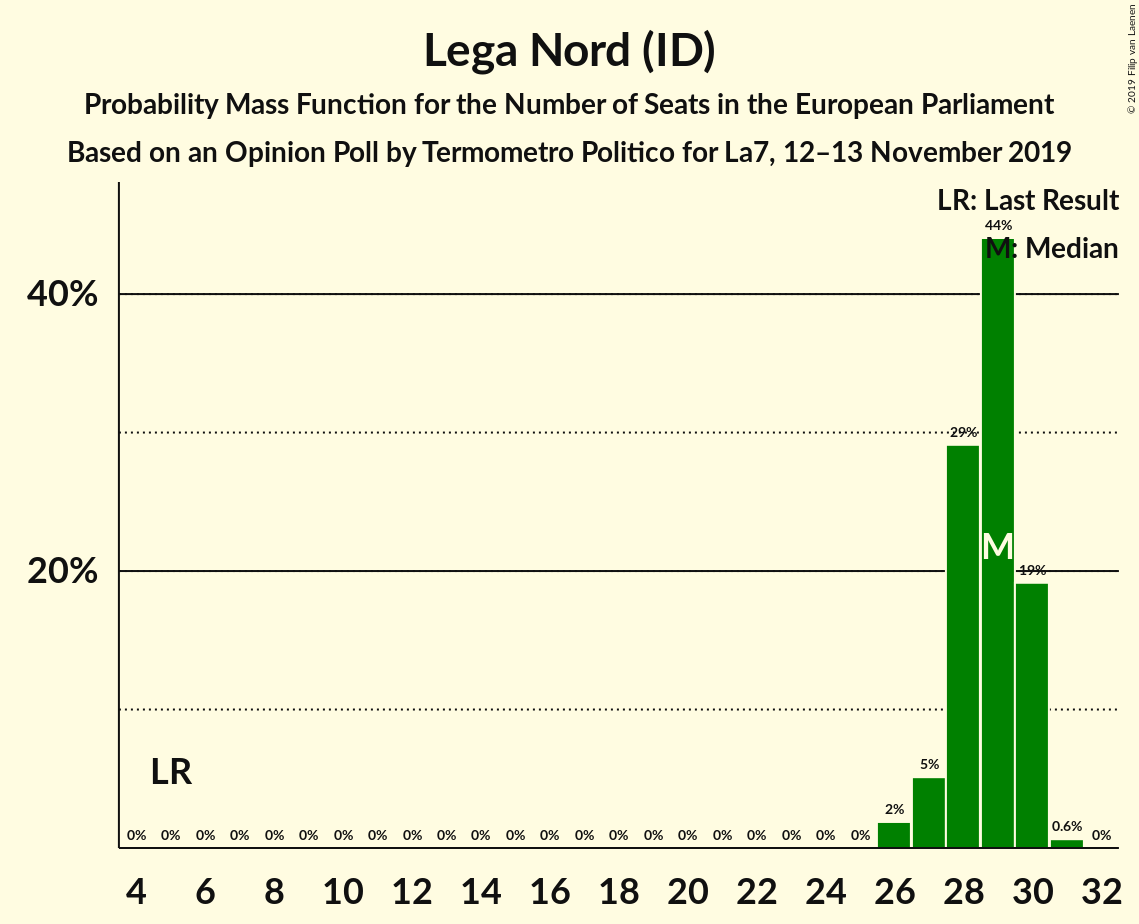 Lega Nord (ID)
Probability Mass Function for the Number of Seats in the European Parliament
Based on an Opinion Poll by Termometro Politico for La7, 12–13 November 2019
© 2019 Filip van Laenen
LR: Last Result
M: Median
44%
40%
29%
M
20%
19%
LR
5%
2%
0% 0% 0% 0% 0% 0% 0% 0% 0% 0% 0% 0% 0% 0% 0% 0% 0% 0% 0% 0% 0% 0% 0.6% 0%
4 6 8 10 12 14 16 18 20 22 24 26 28 30 32